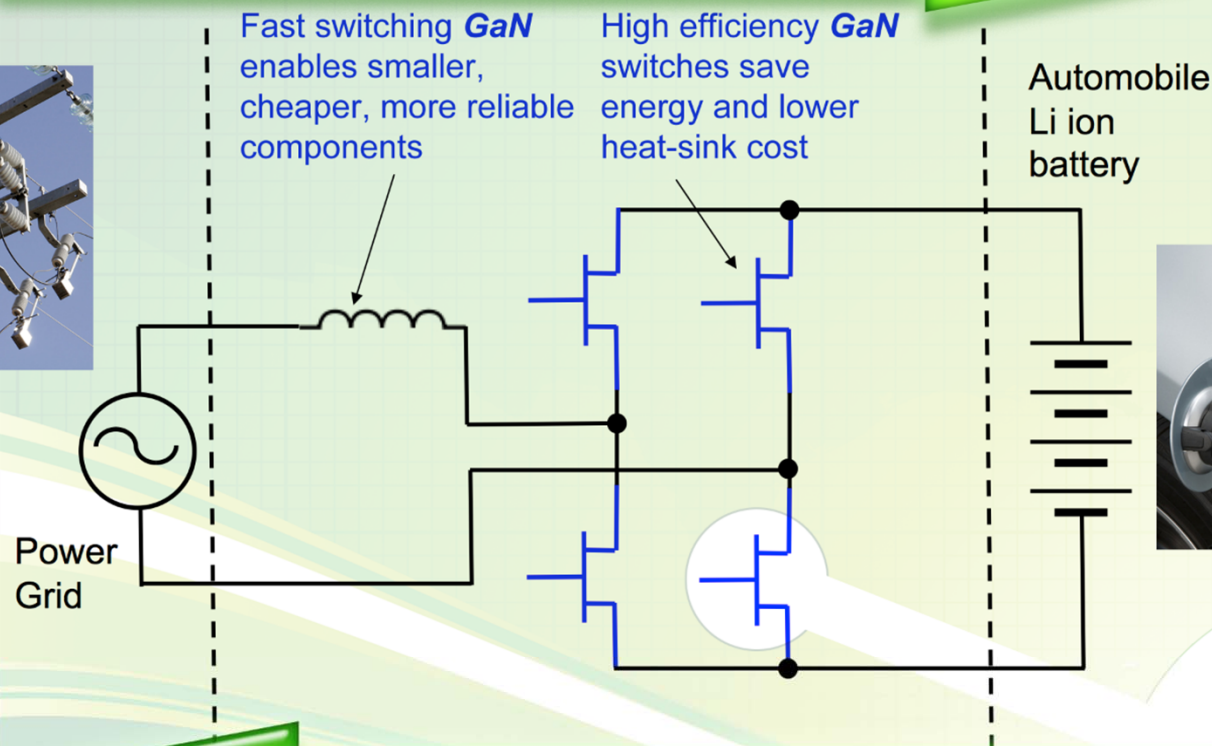 Fast switching GaN
enables smaller,
cheaper, more reliable
components
High efficiency GaN
switches save
energy and lower
heat-sink cost
Automobile
Li ion
battery
Power
Grid